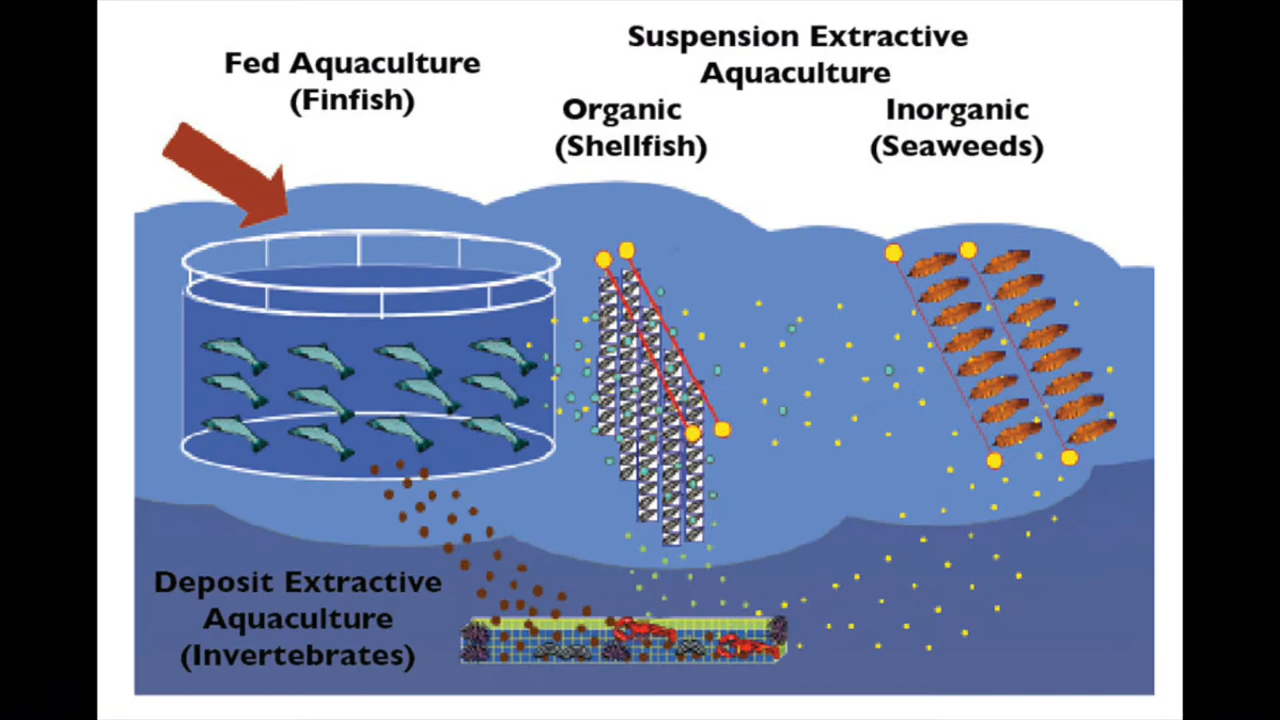 Fed Aquaculture
(Finfish)
Suspension Extractive
Aquaculture
Organic
(Shellfish)
Inorganic
(Seaweeds)
Deposit Extractive
Aquaculture
(Invertebrates)